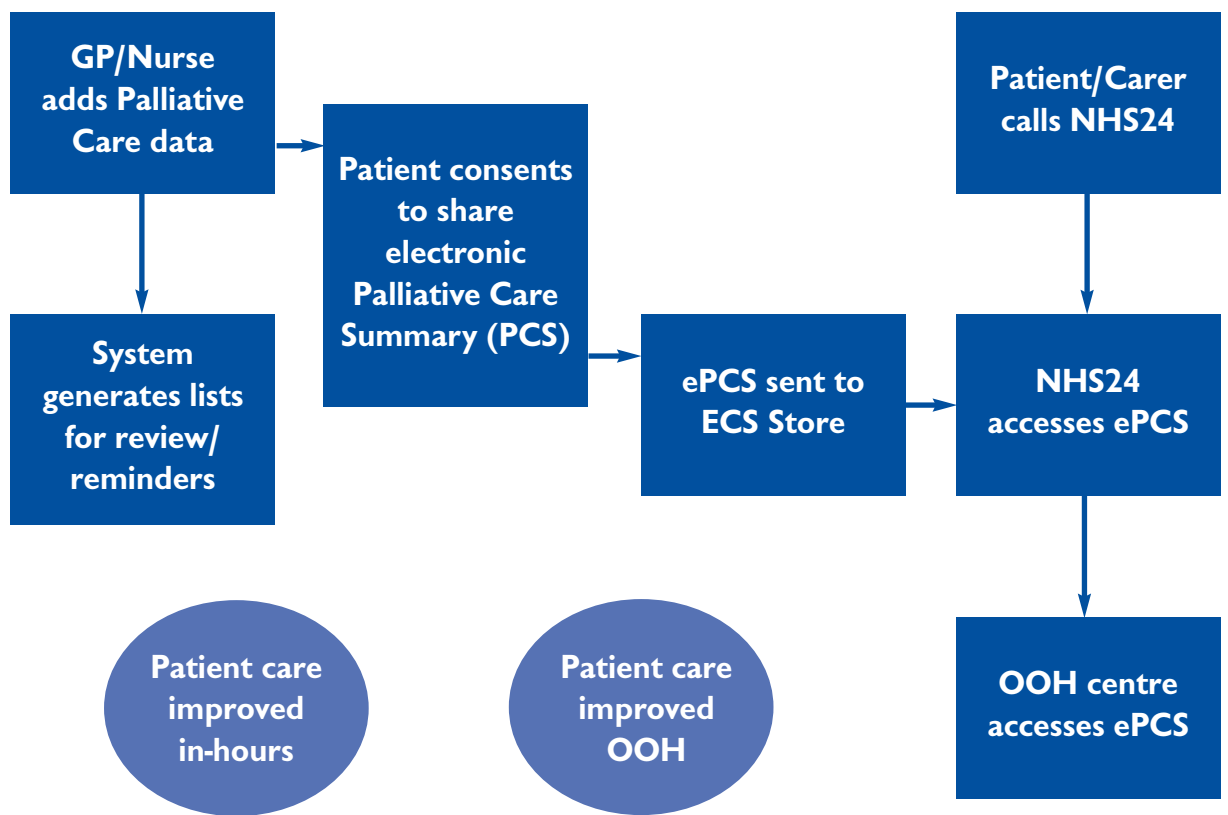 GP/Nurse
adds Palliative
Care data
Patient consents
to share
electronic
Palliative Care
Summary (PCS)
Patient/Carer
calls NHS24
System
generates lists
for review/
reminders
ePCS sent to
ECS Store
NHS24
accesses ePCS
Patient care
improved
in-hours
Patient care
improved
OOH
OOH centre
accesses ePCS